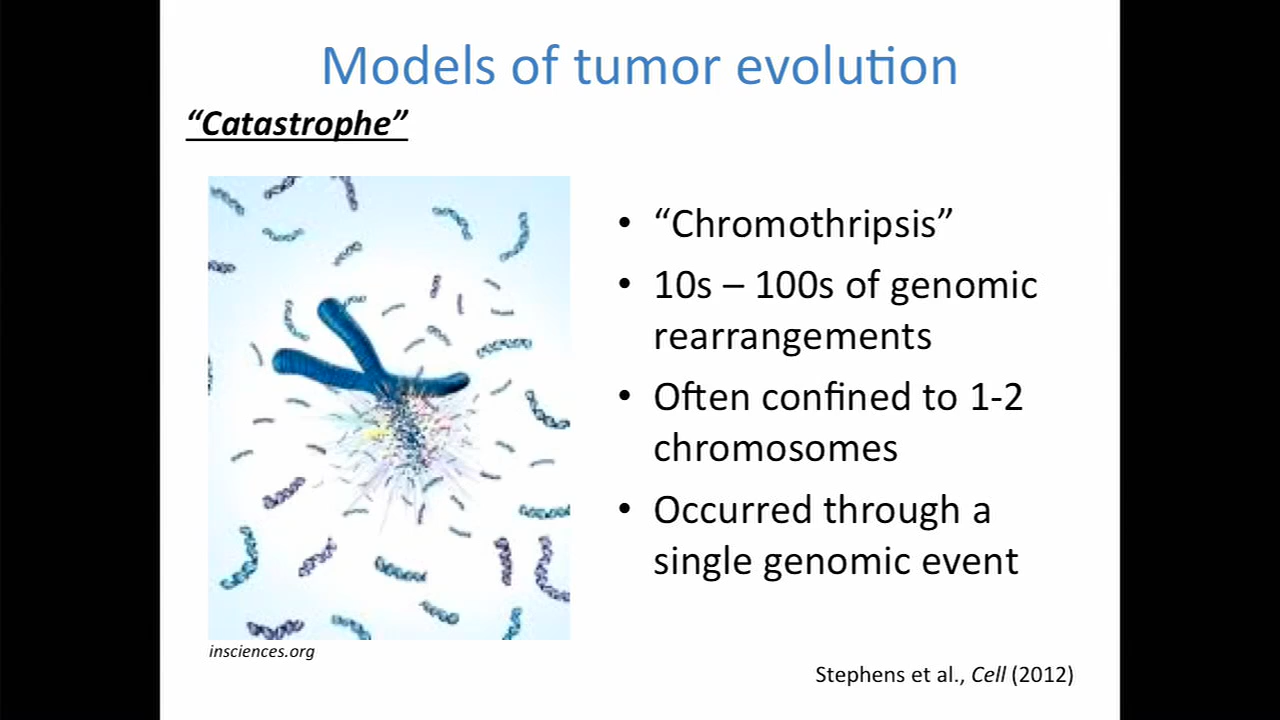 Models of tumor evolution
“Catastrophe”
• “Chromothripsis”
• 10s – 100s of genomic
rearrangements
• Often confined to 1-2
chromosomes
• Occurred through a
single genomic event
insciences.org
Stephens et al., Cell (2012)